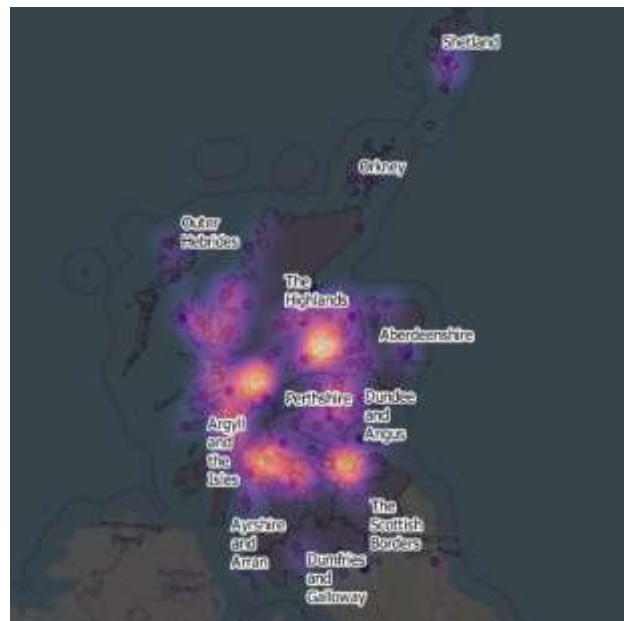 Shetland
Orkney
Outer
Hebrides
The
Highlands
Aberdeenshire
Perthshire
Dundee
and
Angus
Argyll
and
the
Isles
The
Scottish
Borders
Ayrshire
and
Arran
Dumfries
and
Galloway